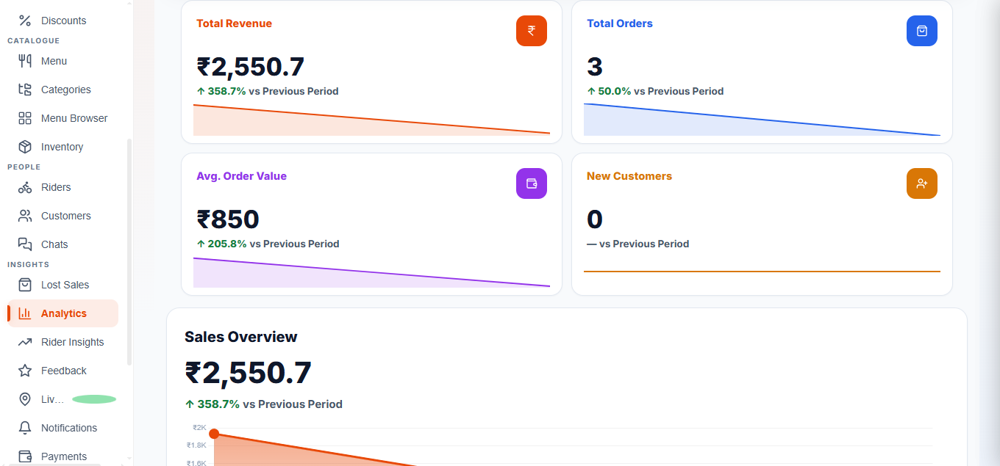 Discounts
CATALOGUE
Menu
Categories
Menu Browser
Inventory
PEOPLE
Riders
Customers
Chats
INSIGHTS
Lost Sales
Analytics
Rider Insights
Feedback
Liv...
Notifications
Payments
Total Revenue
₹2,550.7
↑ 358.7% vs Previous Period
Total Orders
3
↑ 50.0% vs Previous Period
Avg. Order Value
₹850
↑ 205.8% vs Previous Period
New Customers
0
— vs Previous Period
Sales Overview
₹2,550.7
↑ 358.7% vs Previous Period
₹2K
₹1.8K
₹1.6K